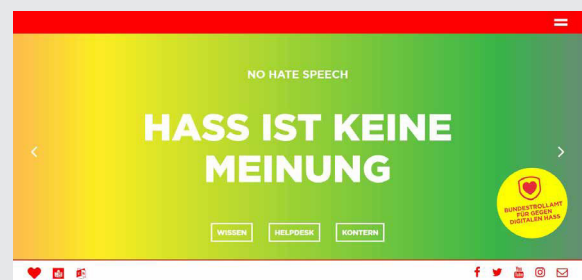 NO HATE SPEECH
HASS IST KEINE
MEINUNG
BUNDESTROLLAMT
FÜR GEGEN
DIGITALEN HASS
WISSEN
HELPDESK
KONTERN